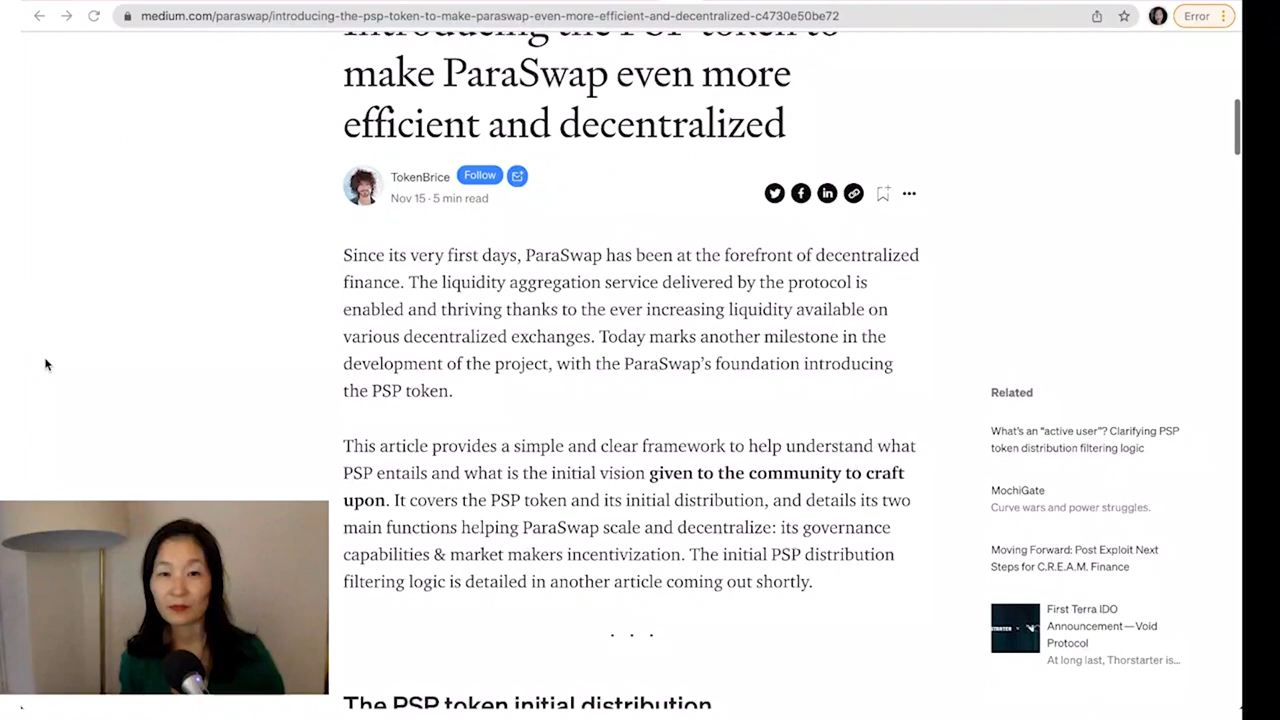 medium.com/paraswap/introducing-the-psp-token-to-make-paraswap-even-more-efficient-and-decentralized-c4730e50be72
Error
Introducing the PSP token to
make ParaSwap even more
efficient and decentralized
TokenBrice
Follow
Nov 15 · 5 min read
Since its very first days, ParaSwap has been at the forefront of decentralized
finance. The liquidity aggregation service delivered by the protocol is
enabled and thriving thanks to the ever increasing liquidity available on
various decentralized exchanges. Today marks another milestone in the
development of the project, with the ParaSwap’s foundation introducing
the PSP token.
This article provides a simple and clear framework to help understand what
PSP entails and what is the initial vision given to the community to craft
upon. It covers the PSP token and its initial distribution, and details its two
main functions helping ParaSwap scale and decentralize: its governance
capabilities & market makers incentivization. The initial PSP distribution
filtering logic is detailed in another article coming out shortly.
. . .
The PSP token initial distribution
Related
What’s an “active user”? Clarifying PSP
token distribution filtering logic
MochiGate
Curve wars and power struggles.
Moving Forward: Post Exploit Next
Steps for C.R.E.A.M. Finance
First Terra IDO
Announcement — Void
Protocol
At long last, Thorstarter is...